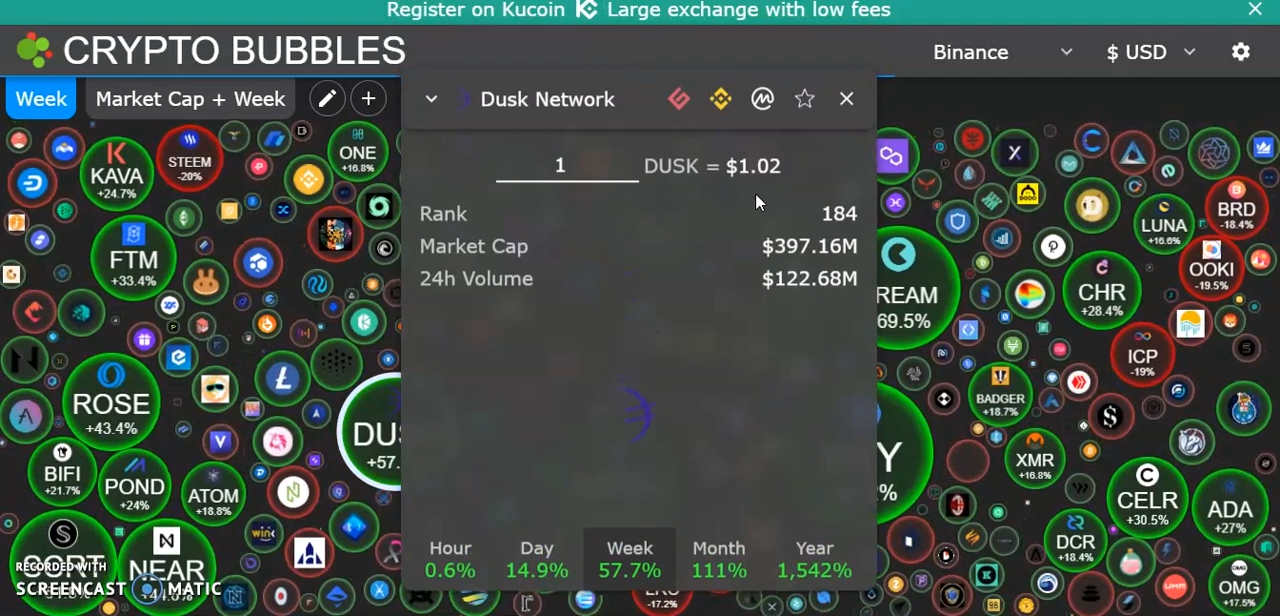 Register on Kucoin Large exchange with low fees
CRYPTO BUBBLES
Binance
$ USD
Week
Market Cap + Week
Dusk Network
1 DUSK = $1.02
Rank 184
Market Cap $397.16M
24h Volume $122.68M
Hour Day Week Month Year
0.6% 14.9% 57.7% 111% 1,542%
KAVA
+24.7%
STEEM
-20%
ONE
+16.8%
FTM
+33.4%
ROSE
+43.4%
BIFI
+21.7%
POND
+24%
ATOM
+18.8%
NEAR
REAM
69.5%
CHR
+28.4%
LUNA
+16.6%
BRD
-18.4%
OOKI
-19.5%
ICP
-19%
BADGER
+18.7%
XMR
+16.8%
CELR
+30.5%
ADA
+27%
DCR
+18.4%
OMG
+17.5%
-17.2%
RECORDED WITH
SCREENCAST MATIC